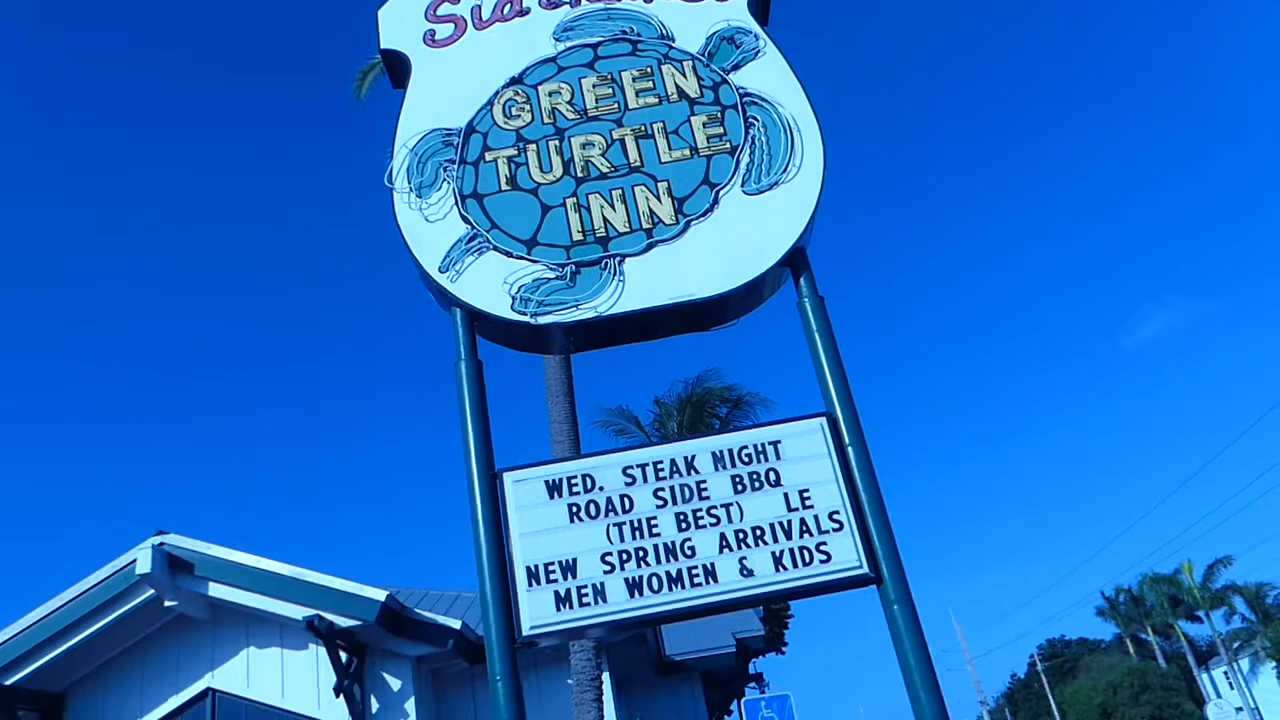 GREEN
TURTLE
INN
WED. STEAK NIGHT
ROAD SIDE BBQ
(THE BEST) LE
NEW SPRING ARRIVALS
MEN WOMEN & KIDS